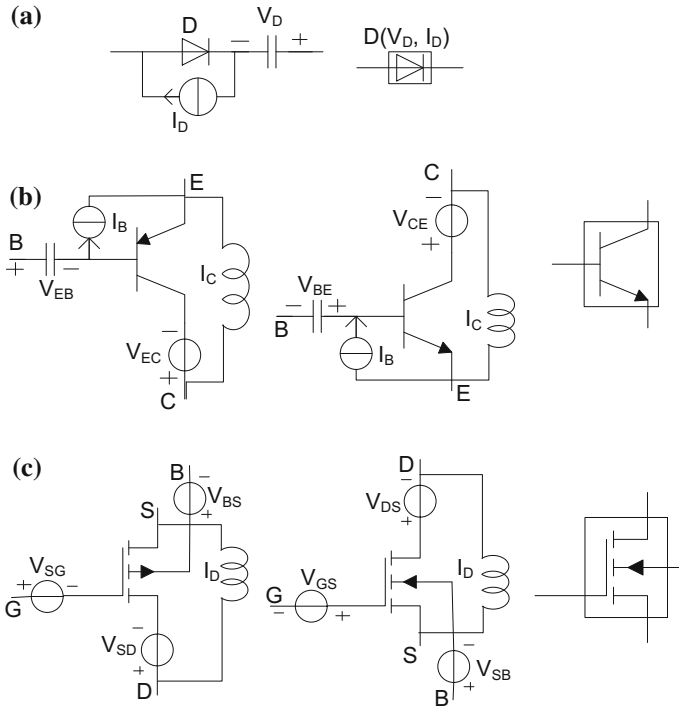 (a)
D
V_D
− +
I_D
D(V_D, I_D)
(b)
E
I_B
B
+ −
V_EB
I_C
−
V_EC
+
C
C
−
V_CE
+
V_BE
− +
B
I_C
I_B
E
(c)
B
−
V_BS
+
S
V_SG
+ −
G
I_D
−
V_SD
+
D
D
−
V_DS
+
V_GS
I_D
G
− +
S
−
V_SB
+
B